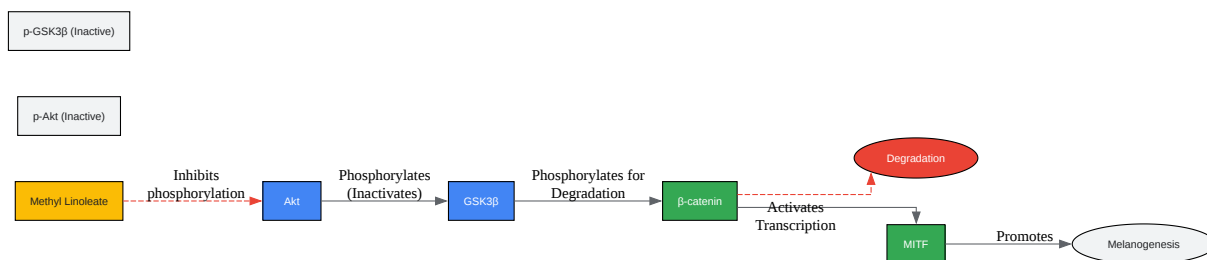 p-GSK3β (Inactive)
p-Akt (Inactive)
Methyl Linoleate
Inhibits
phosphorylation
Akt
Phosphorylates
(Inactivates)
GSK3β
Phosphorylates for
Degradation
β-catenin
Degradation
Activates
Transcription
MITF
Promotes
Melanogenesis